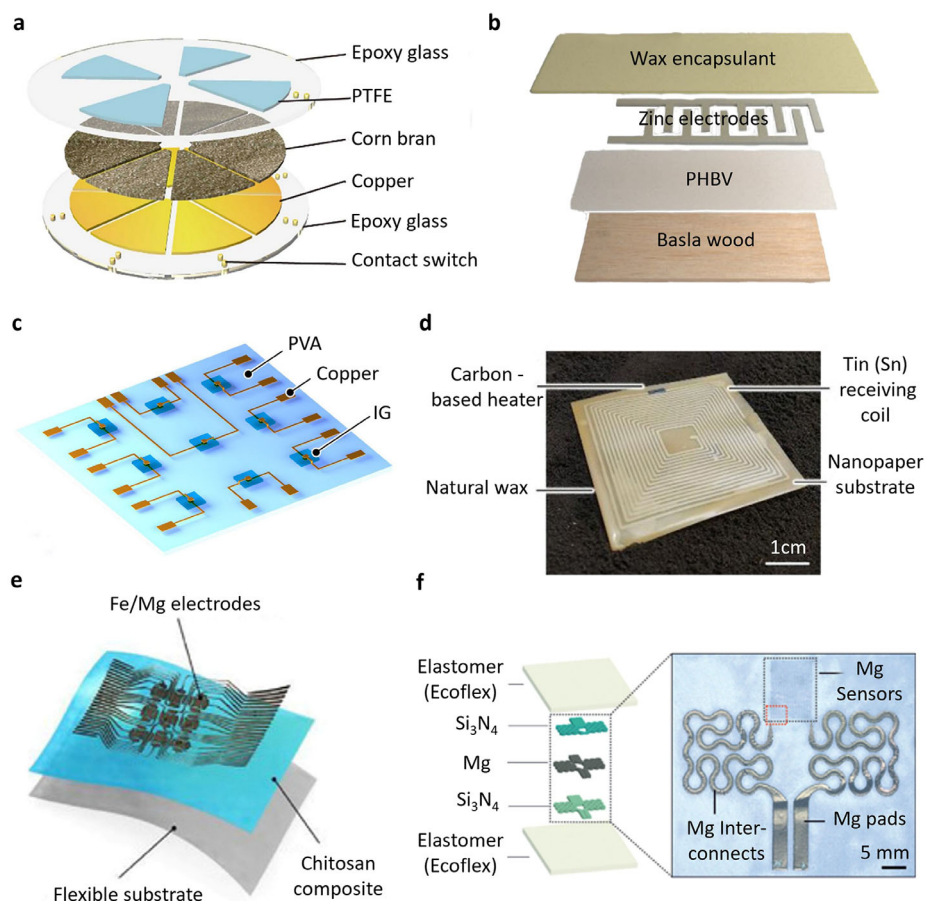 a
Epoxy glass
PTFE
Corn bran
Copper
Epoxy glass
Contact switch
b
Wax encapsulant
Zinc electrodes
PHBV
Basla wood
c
PVA
Copper
IG
d
Carbon -
based heater
Tin (Sn)
receiving
coil
Natural wax
Nanopaper
substrate
1cm
e
Fe/Mg electrodes
Chitosan
composite
Flexible substrate
f
Elastomer
(Ecoflex)
Si₃N₄
Mg
Si₃N₄
Elastomer
(Ecoflex)
Mg
Sensors
Mg Inter-
connects
Mg pads
5 mm